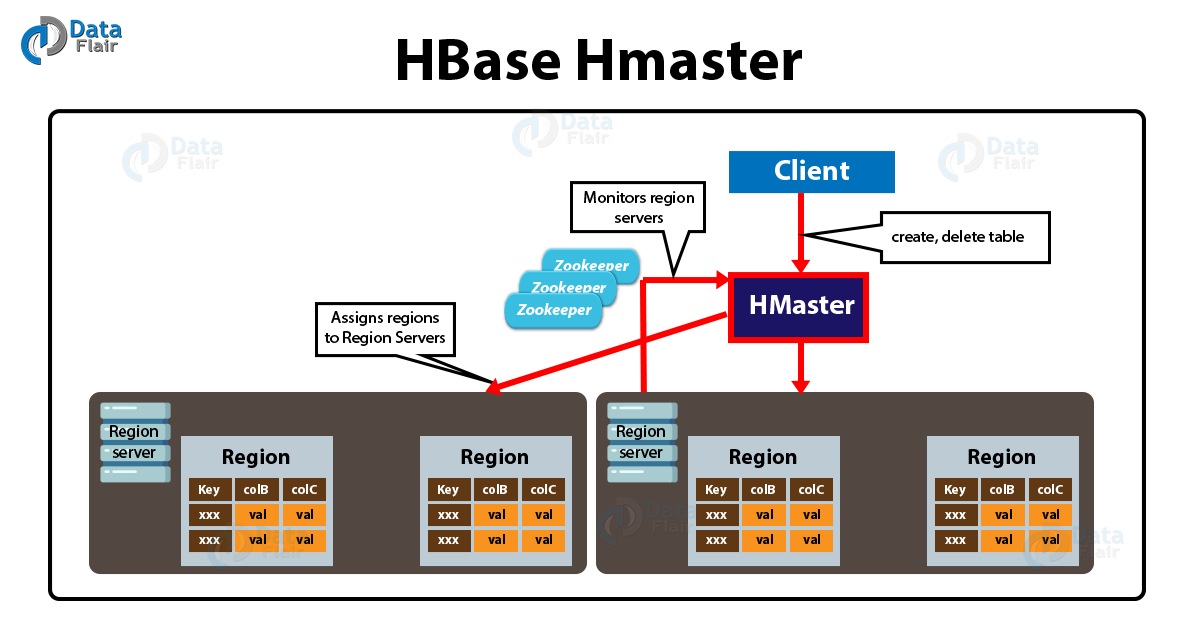 Data
Flair
HBase Hmaster
Data
Flair
Data
Flair
Data
Flair
Client
Monitors region
servers
create, delete table
Zookeeper
Zookeeper
Zookeeper
HMaster
Assigns regions
to Region Servers
Region
server
Region
Key colB colC
xxx val val
xxx val val
Region
Key colB colC
xxx val val
xxx val val
Region
server
Region
Key colB colC
xxx val val
xxx val val
Region
Key colB colC
xxx val val
xxx val val
Data
Flair
Data
Flair
Data
Flair